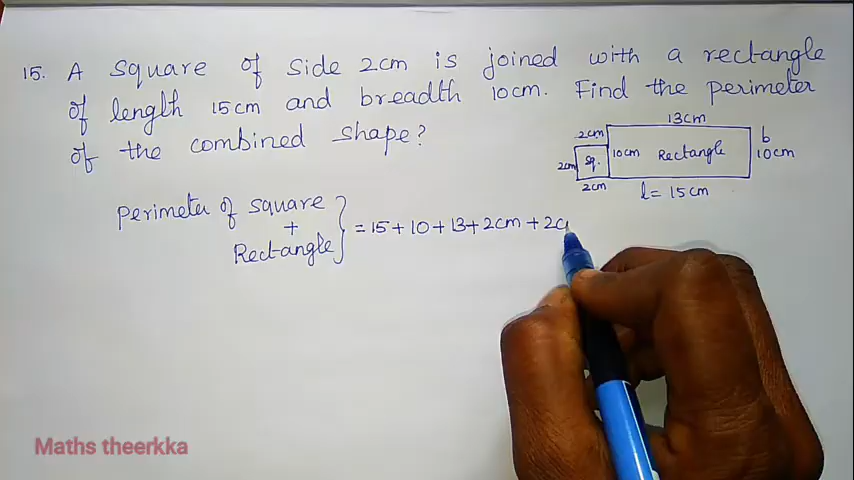 15. A square of side 2cm is joined with a rectangle
of length 15cm and breadth 10cm. Find the perimeter
of the combined shape?
13cm
2cm
b
10cm
2cm
Sq.
10cm
Rectangle
2cm
l = 15cm
Perimeter of square
+
Rectangle
= 15 + 10 + 13 + 2cm + 2c
Maths theerkka